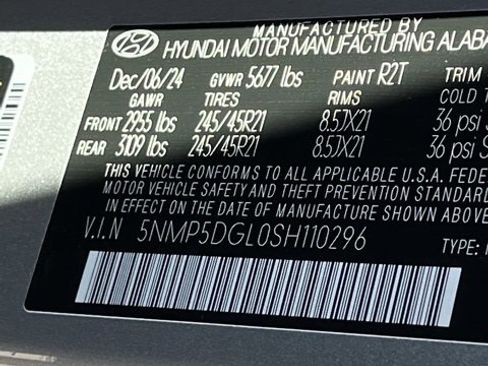 MANUFACTURED BY
HYUNDAI MOTOR MANUFACTURING ALABA
Dec/06/24 GVWR 5677 lbs PAINT R2T TRIM
GAWR TIRES RIMS COLD T
FRONT 2955 lbs 245/45R21 8.5JX21 36 psi
REAR 3109 lbs 245/45R21 8.5JX21 36 psi S
THIS VEHICLE CONFORMS TO ALL APPLICABLE U.S.A. FEDE
MOTOR VEHICLE SAFETY AND THEFT PREVENTION STANDARD
IN EFFECT ON THE DATE OF MANUFACTURE SHOWN ABOVE
V.I.N 5NMP5DGL0SH110296
TYPE: